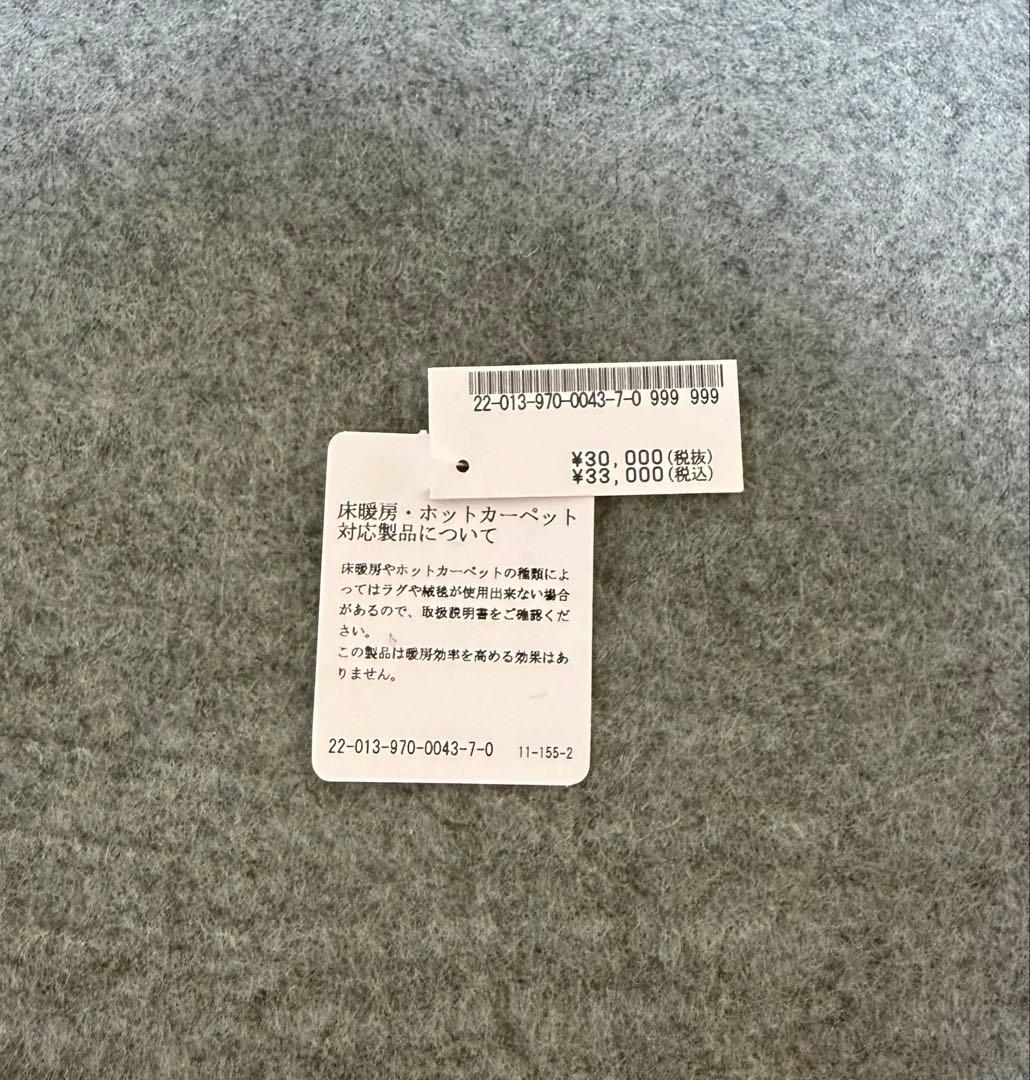 22-013-970-0043-7-0 999 999
¥30,000(税抜)
¥33,000(税込)
床暖房・ホットカーペット
対応製品について
床暖房やホットカーペットの種類によ
ってはラグや絨毯が使用出来ない場合
があるので、取扱説明書をご確認くだ
さい。
この製品は暖房効率を高める効果はあ
りません。
22-013-970-0043-7-0 11-155-2